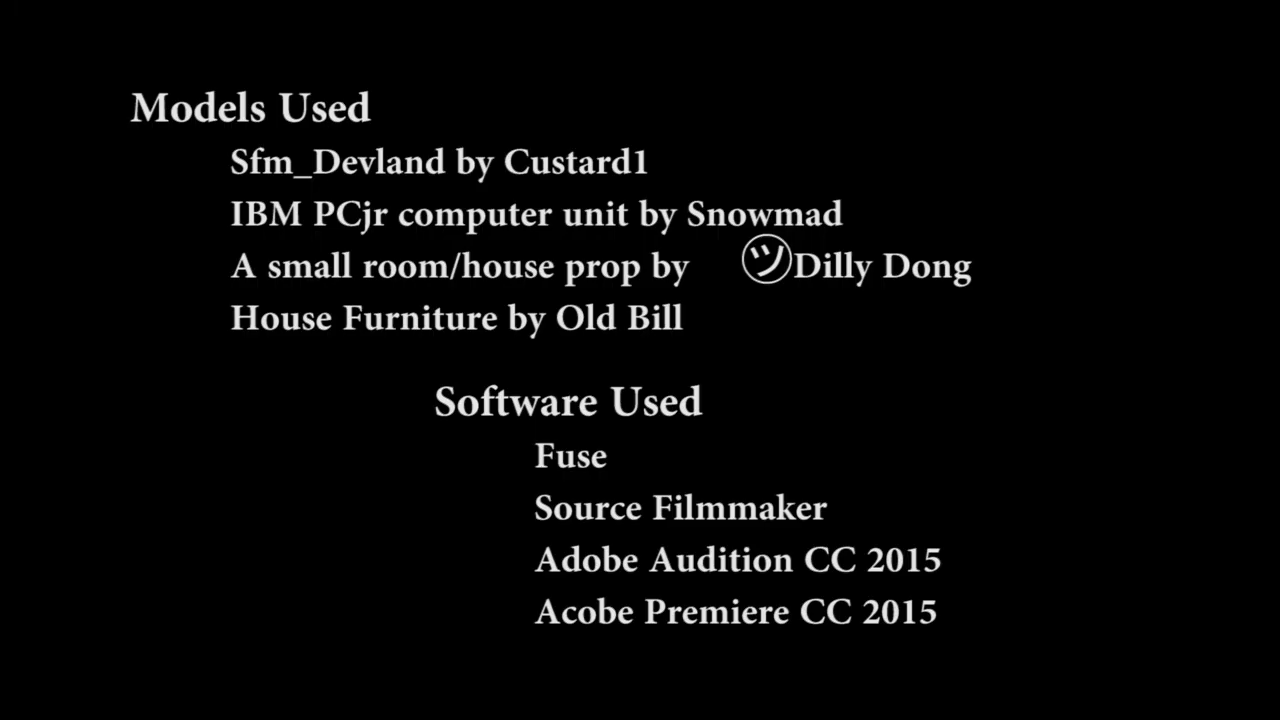 Models Used
Sfm_Devland by Custard1
IBM PCjr computer unit by Snowmad
A small room/house prop by ㋡Dilly Dong
House Furniture by Old Bill
Software Used
Fuse
Source Filmmaker
Adobe Audition CC 2015
Acobe Premiere CC 2015